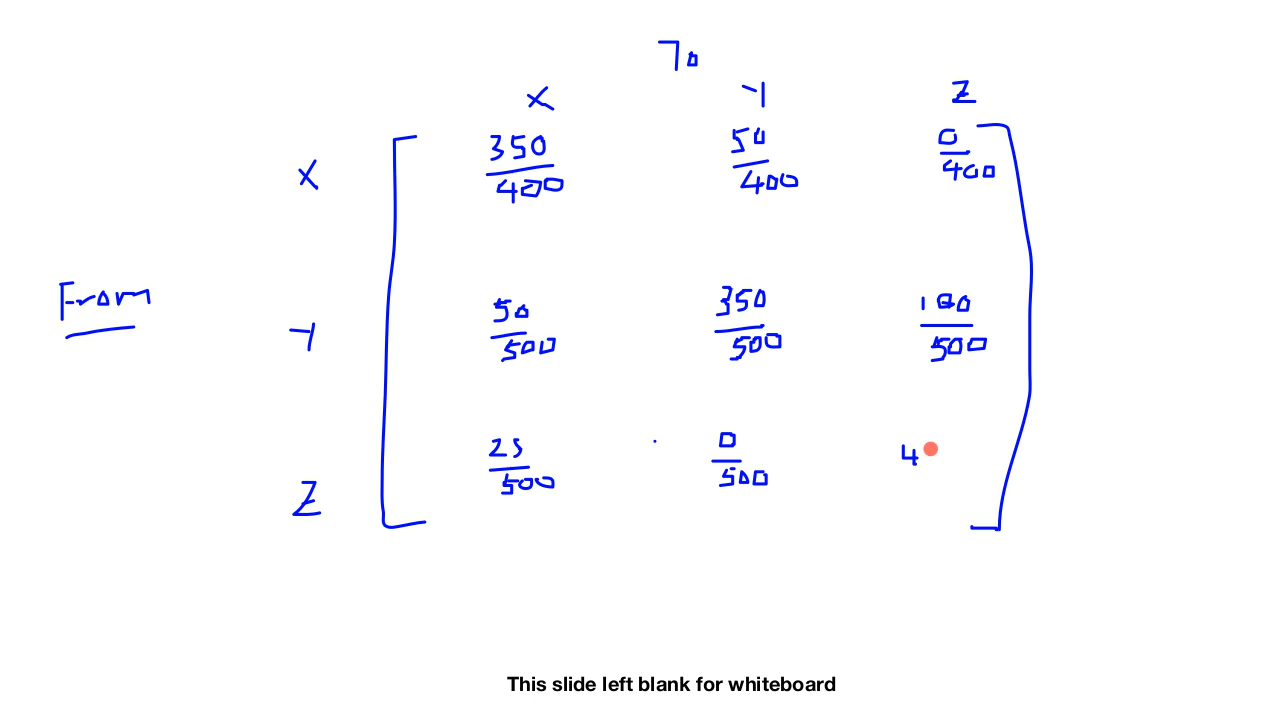 To
X Y Z
X 350/400 50/400 0/400
From
Y 50/500 350/500 100/500
Z 25/500 0/500 4
This slide left blank for whiteboard